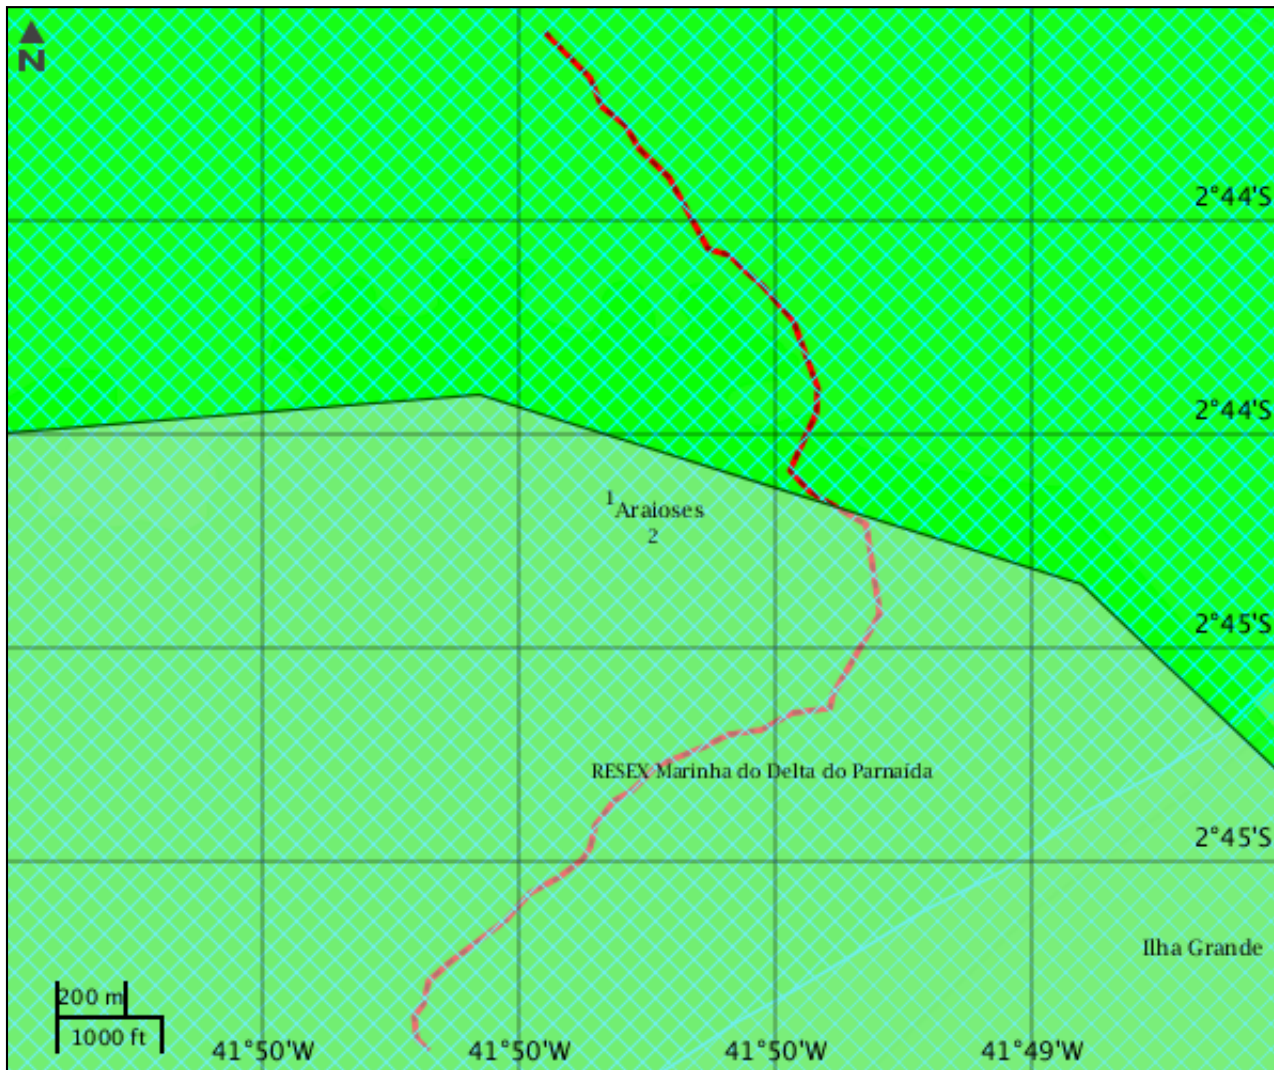 N
2°44'S
2°44'S
1
Araioses
2
2°45'S
RESEX Marinha do Delta do Parnaída
2°45'S
Ilha Grande
200 m
1000 ft
41°50'W
41°50'W
41°50'W
41°49'W